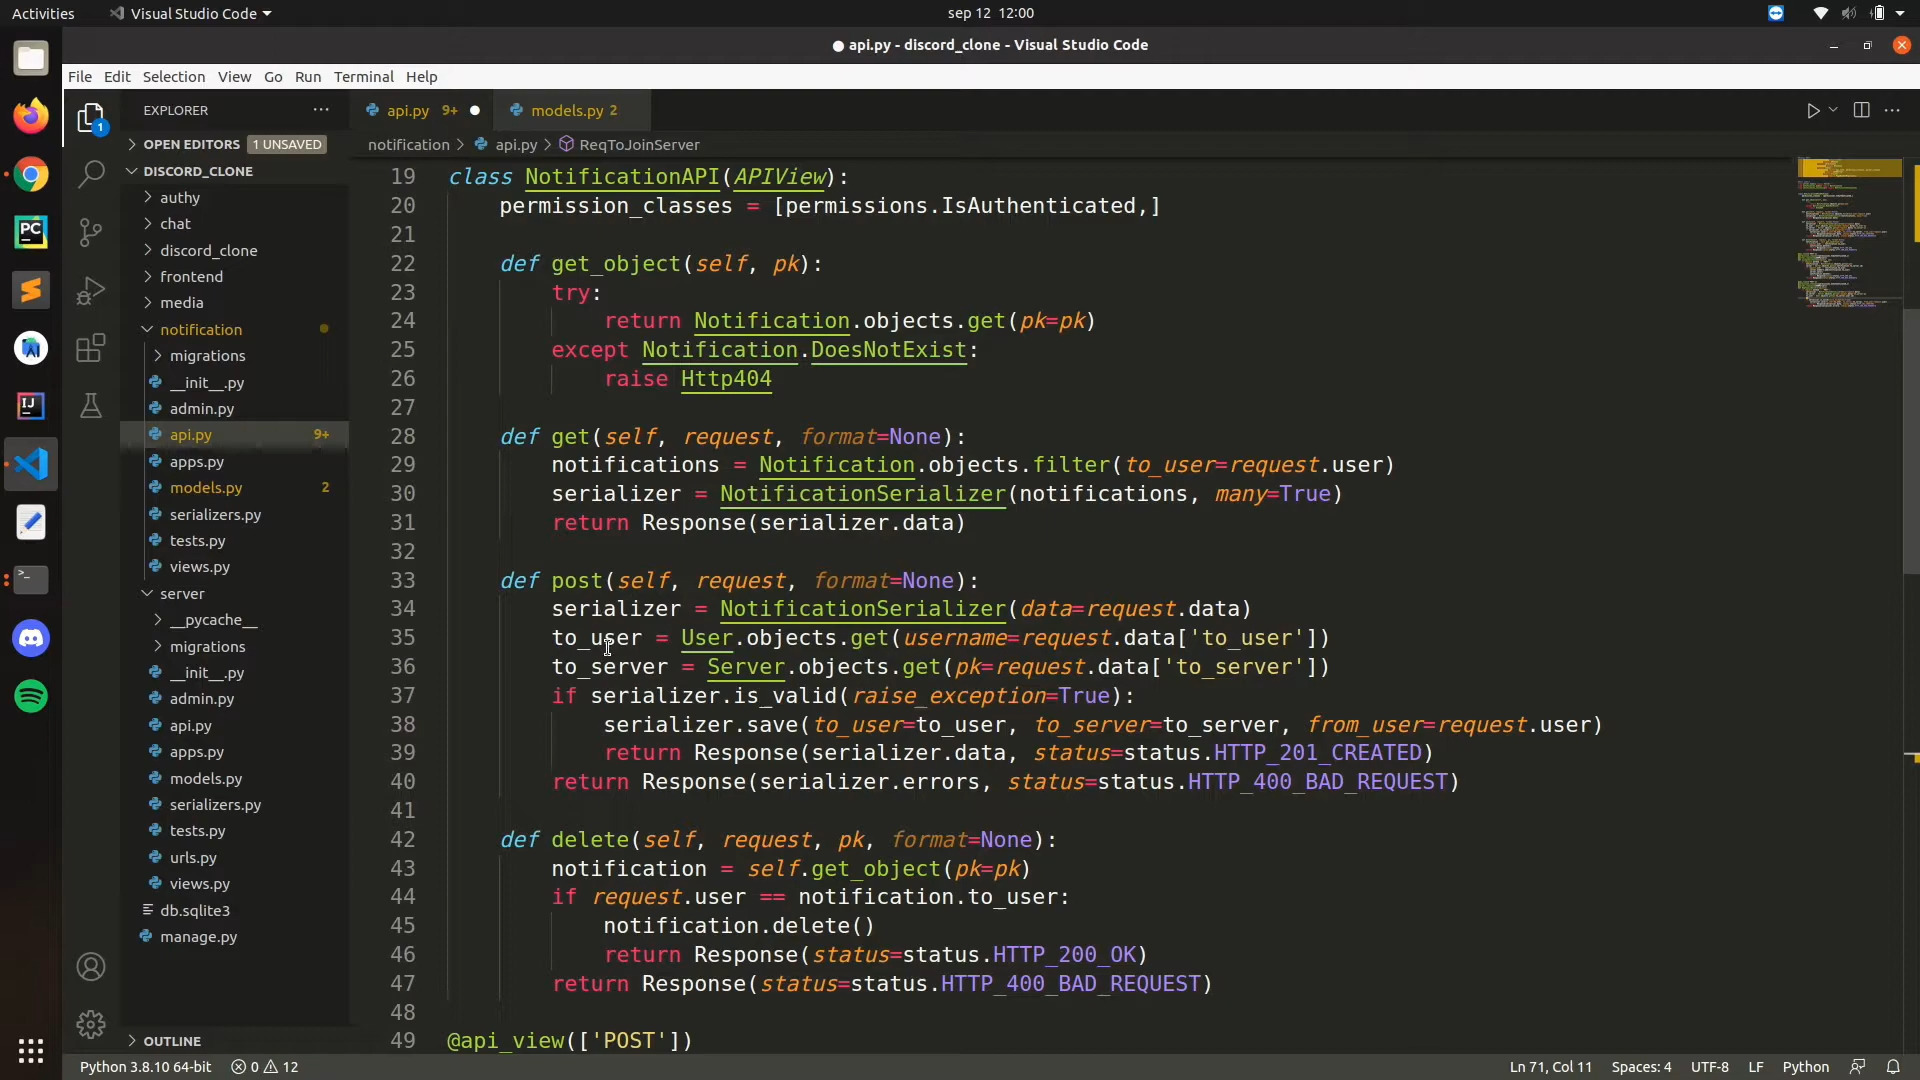 Activities
Visual Studio Code
sep 12 12:00
● api.py - discord_clone - Visual Studio Code
File Edit Selection View Go Run Terminal Help
EXPLORER
OPEN EDITORS 1 UNSAVED
DISCORD_CLONE
authy
chat
discord_clone
frontend
media
notification
migrations
__init__.py
admin.py
api.py 9+
apps.py
models.py 2
serializers.py
tests.py
views.py
server
__pycache__
migrations
__init__.py
admin.py
api.py
apps.py
models.py
serializers.py
tests.py
urls.py
views.py
db.sqlite3
manage.py
OUTLINE
api.py 9+
models.py 2
notification > api.py > ReqToJoinServer
19 class NotificationAPI(APIView):
20 permission_classes = [permissions.IsAuthenticated,]
21
22 def get_object(self, pk):
23 try:
24 return Notification.objects.get(pk=pk)
25 except Notification.DoesNotExist:
26 raise Http404
27
28 def get(self, request, format=None):
29 notifications = Notification.objects.filter(to_user=request.user)
30 serializer = NotificationSerializer(notifications, many=True)
31 return Response(serializer.data)
32
33 def post(self, request, format=None):
34 serializer = NotificationSerializer(data=request.data)
35 to_user = User.objects.get(username=request.data['to_user'])
36 to_server = Server.objects.get(pk=request.data['to_server'])
37 if serializer.is_valid(raise_exception=True):
38 serializer.save(to_user=to_user, to_server=to_server, from_user=request.user)
39 return Response(serializer.data, status=status.HTTP_201_CREATED)
40 return Response(serializer.errors, status=status.HTTP_400_BAD_REQUEST)
41
42 def delete(self, request, pk, format=None):
43 notification = self.get_object(pk=pk)
44 if request.user == notification.to_user:
45 notification.delete()
46 return Response(status=status.HTTP_200_OK)
47 return Response(status=status.HTTP_400_BAD_REQUEST)
48
49 @api_view(['POST'])
Python 3.8.10 64-bit 0 12
Ln 71, Col 11 Spaces: 4 UTF-8 LF Python